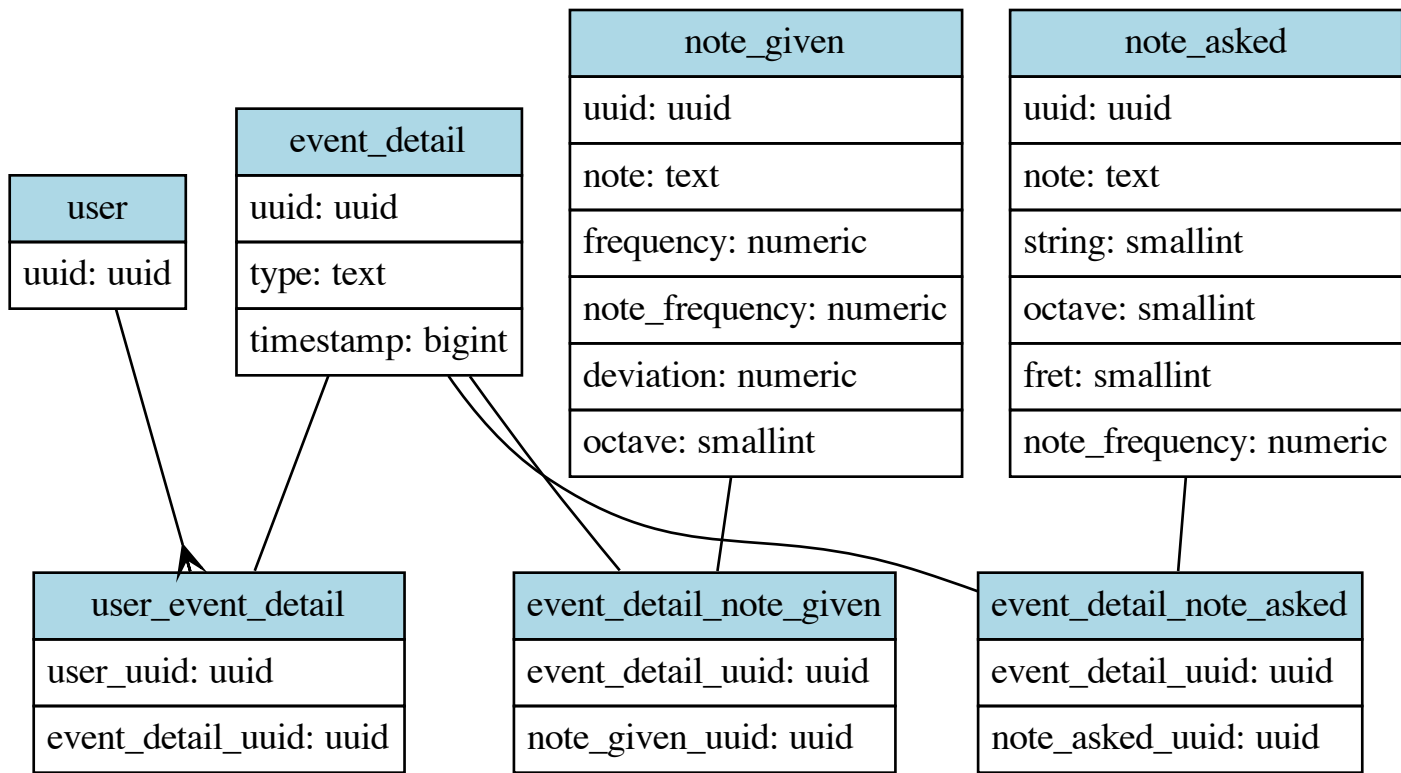 user
uuid: uuid
event_detail
uuid: uuid
type: text
timestamp: bigint
note_given
uuid: uuid
note: text
frequency: numeric
note_frequency: numeric
deviation: numeric
octave: smallint
note_asked
uuid: uuid
note: text
string: smallint
octave: smallint
fret: smallint
note_frequency: numeric
user_event_detail
user_uuid: uuid
event_detail_uuid: uuid
event_detail_note_given
event_detail_uuid: uuid
note_given_uuid: uuid
event_detail_note_asked
event_detail_uuid: uuid
note_asked_uuid: uuid